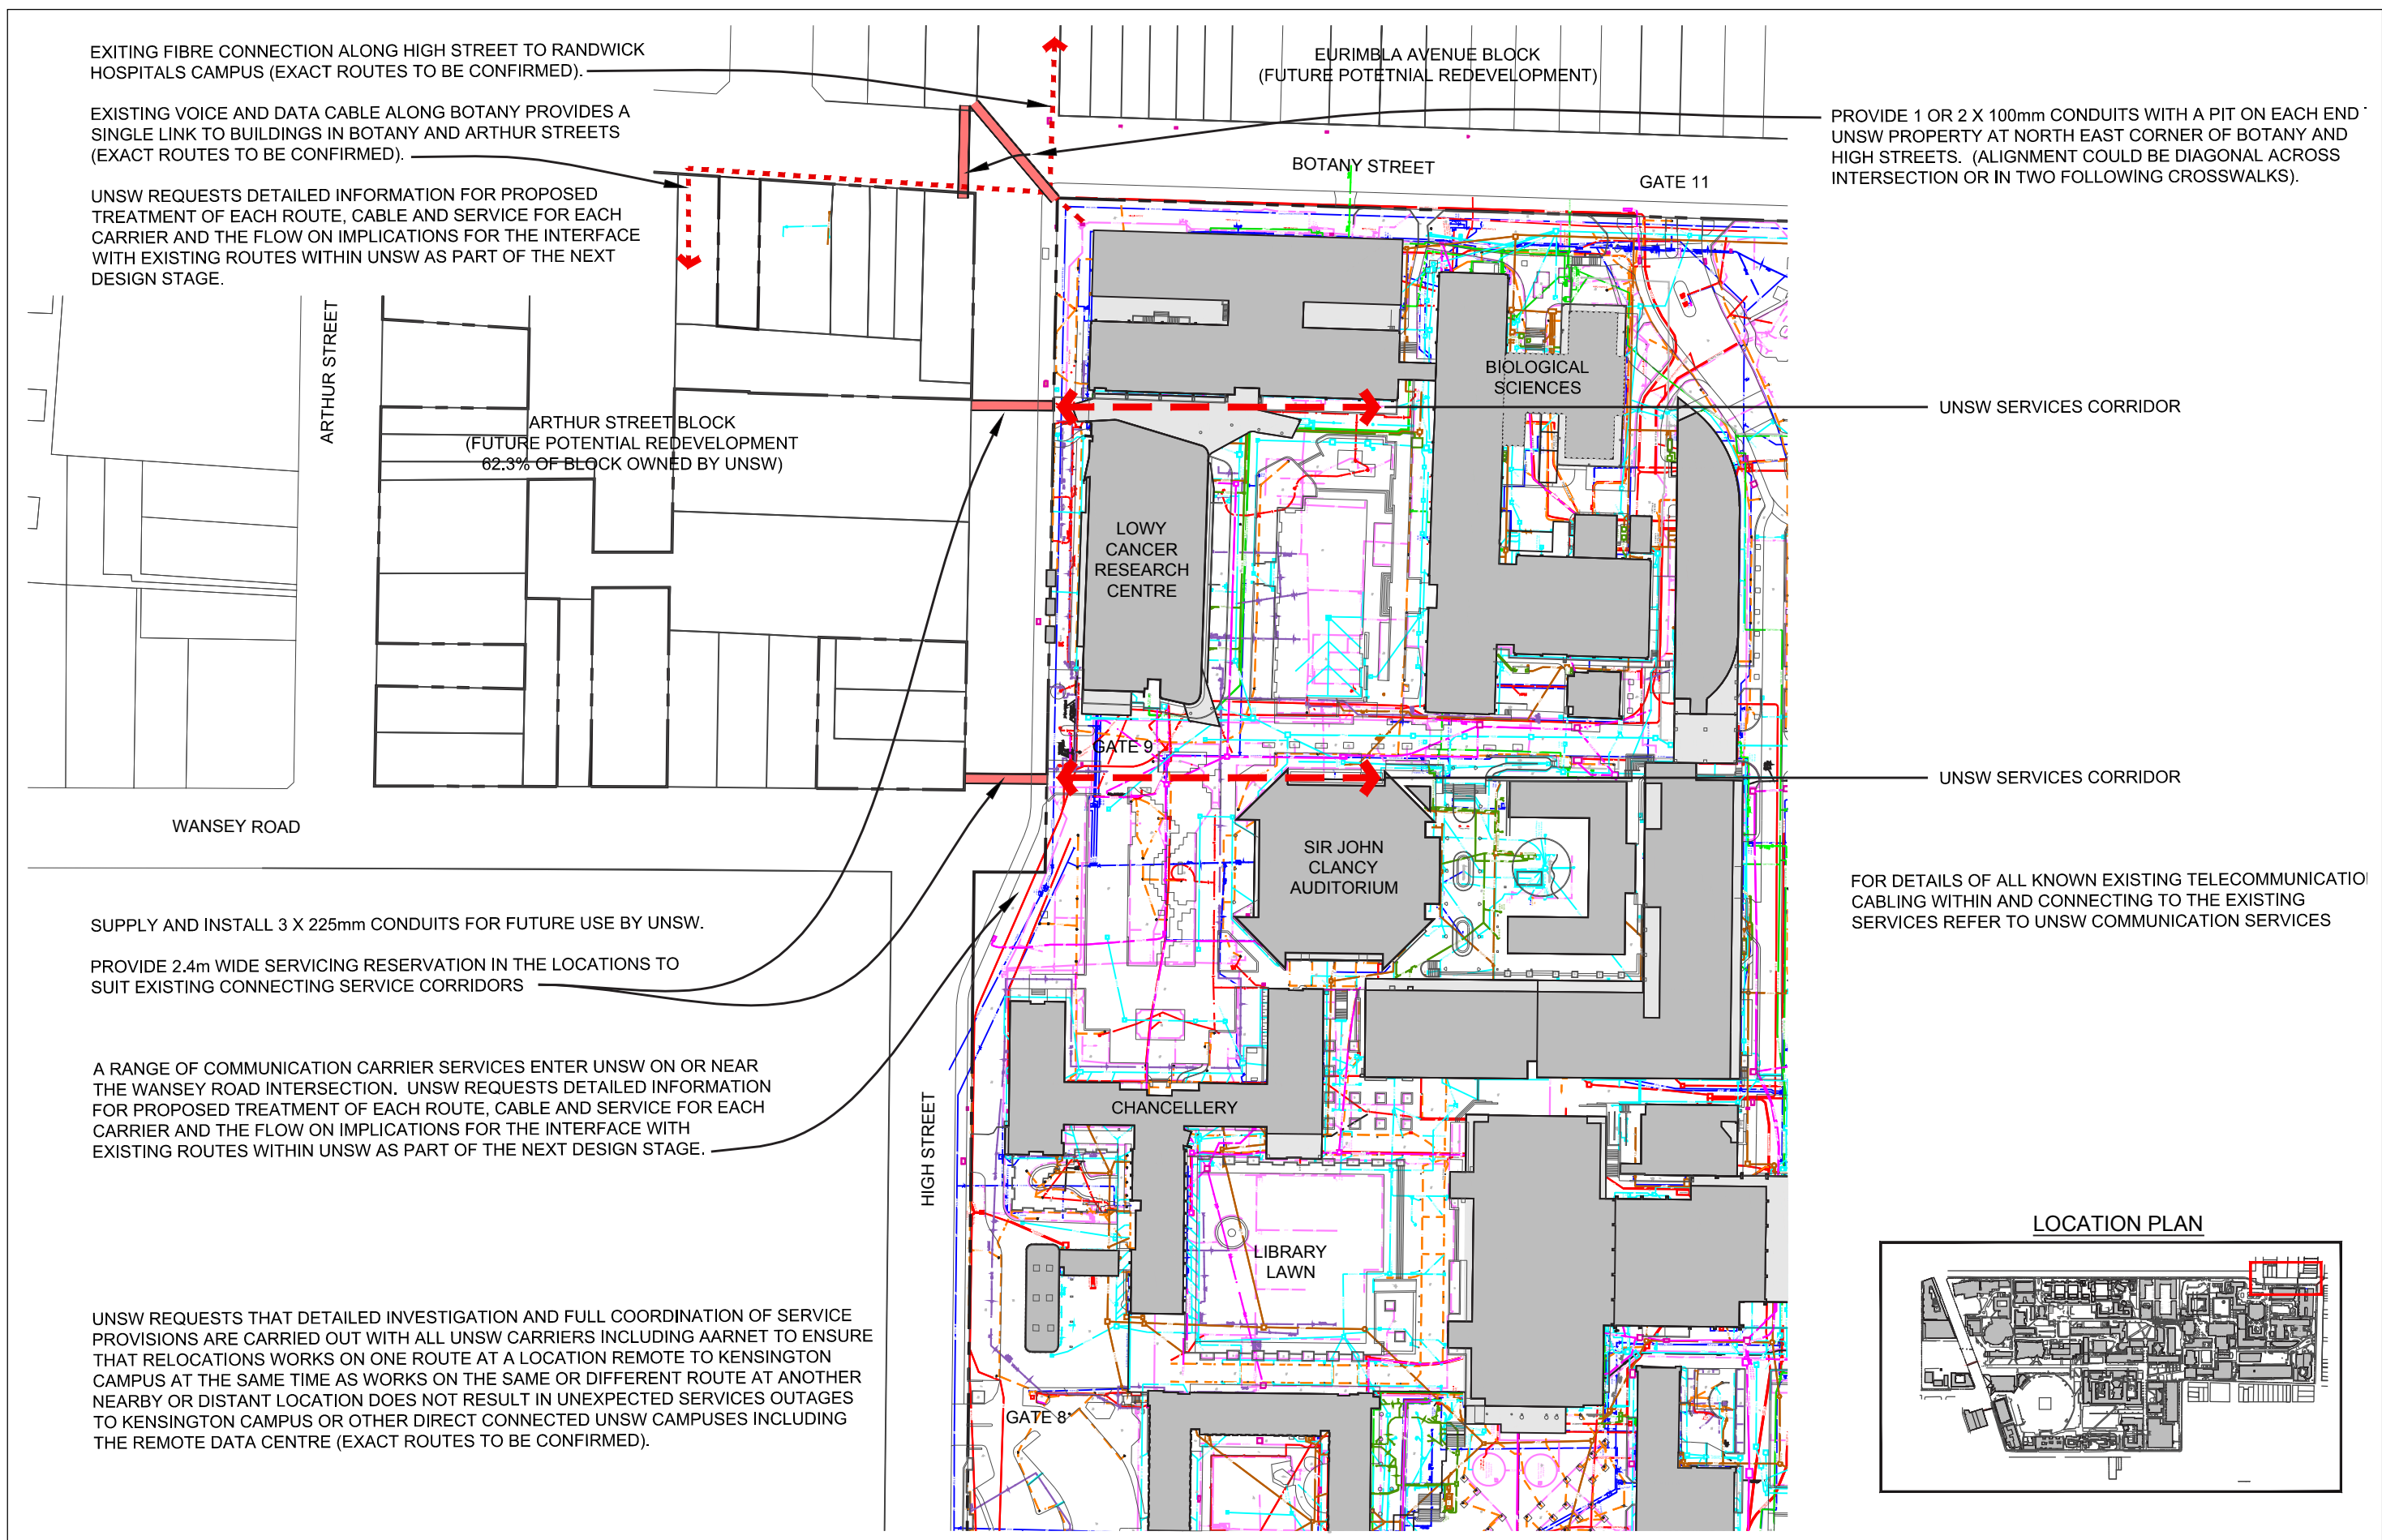 EXITING FIBRE CONNECTION ALONG HIGH STREET TO RANDWICK
HOSPITALS CAMPUS (EXACT ROUTES TO BE CONFIRMED).
EXISTING VOICE AND DATA CABLE ALONG BOTANY PROVIDES A
SINGLE LINK TO BUILDINGS IN BOTANY AND ARTHUR STREETS
(EXACT ROUTES TO BE CONFIRMED).
UNSW REQUESTS DETAILED INFORMATION FOR PROPOSED
TREATMENT OF EACH ROUTE, CABLE AND SERVICE FOR EACH
CARRIER AND THE FLOW ON IMPLICATIONS FOR THE INTERFACE
WITH EXISTING ROUTES WITHIN UNSW AS PART OF THE NEXT
DESIGN STAGE.
EURIMBLA AVENUE BLOCK
(FUTURE POTETNIAL REDEVELOPMENT)
PROVIDE 1 OR 2 X 100mm CONDUITS WITH A PIT ON EACH END
UNSW PROPERTY AT NORTH EAST CORNER OF BOTANY AND
HIGH STREETS. (ALIGNMENT COULD BE DIAGONAL ACROSS
INTERSECTION OR IN TWO FOLLOWING CROSSWALKS).
BOTANY STREET
GATE 11
ARTHUR STREET
BIOLOGICAL
SCIENCES
UNSW SERVICES CORRIDOR
ARTHUR STREET BLOCK
(FUTURE POTENTIAL REDEVELOPMENT
62.3% OF BLOCK OWNED BY UNSW)
LOWY
CANCER
RESEARCH
CENTRE
GATE 9
UNSW SERVICES CORRIDOR
WANSEY ROAD
SIR JOHN
CLANCY
AUDITORIUM
FOR DETAILS OF ALL KNOWN EXISTING TELECOMMUNICATIO
CABLING WITHIN AND CONNECTING TO THE EXISTING
SERVICES REFER TO UNSW COMMUNICATION SERVICES
SUPPLY AND INSTALL 3 X 225mm CONDUITS FOR FUTURE USE BY UNSW.
PROVIDE 2.4m WIDE SERVICING RESERVATION IN THE LOCATIONS TO
SUIT EXISTING CONNECTING SERVICE CORRIDORS
A RANGE OF COMMUNICATION CARRIER SERVICES ENTER UNSW ON OR NEAR
THE WANSEY ROAD INTERSECTION. UNSW REQUESTS DETAILED INFORMATION
FOR PROPOSED TREATMENT OF EACH ROUTE, CABLE AND SERVICE FOR EACH
CARRIER AND THE FLOW ON IMPLICATIONS FOR THE INTERFACE WITH
EXISTING ROUTES WITHIN UNSW AS PART OF THE NEXT DESIGN STAGE.
HIGH STREET
CHANCELLERY
LIBRARY
LAWN
LOCATION PLAN
UNSW REQUESTS THAT DETAILED INVESTIGATION AND FULL COORDINATION OF SERVICE
PROVISIONS ARE CARRIED OUT WITH ALL UNSW CARRIERS INCLUDING AARNET TO ENSURE
THAT RELOCATIONS WORKS ON ONE ROUTE AT A LOCATION REMOTE TO KENSINGTON
CAMPUS AT THE SAME TIME AS WORKS ON THE SAME OR DIFFERENT ROUTE AT ANOTHER
NEARBY OR DISTANT LOCATION DOES NOT RESULT IN UNEXPECTED SERVICES OUTAGES
TO KENSINGTON CAMPUS OR OTHER DIRECT CONNECTED UNSW CAMPUSES INCLUDING
THE REMOTE DATA CENTRE (EXACT ROUTES TO BE CONFIRMED).
GATE 8